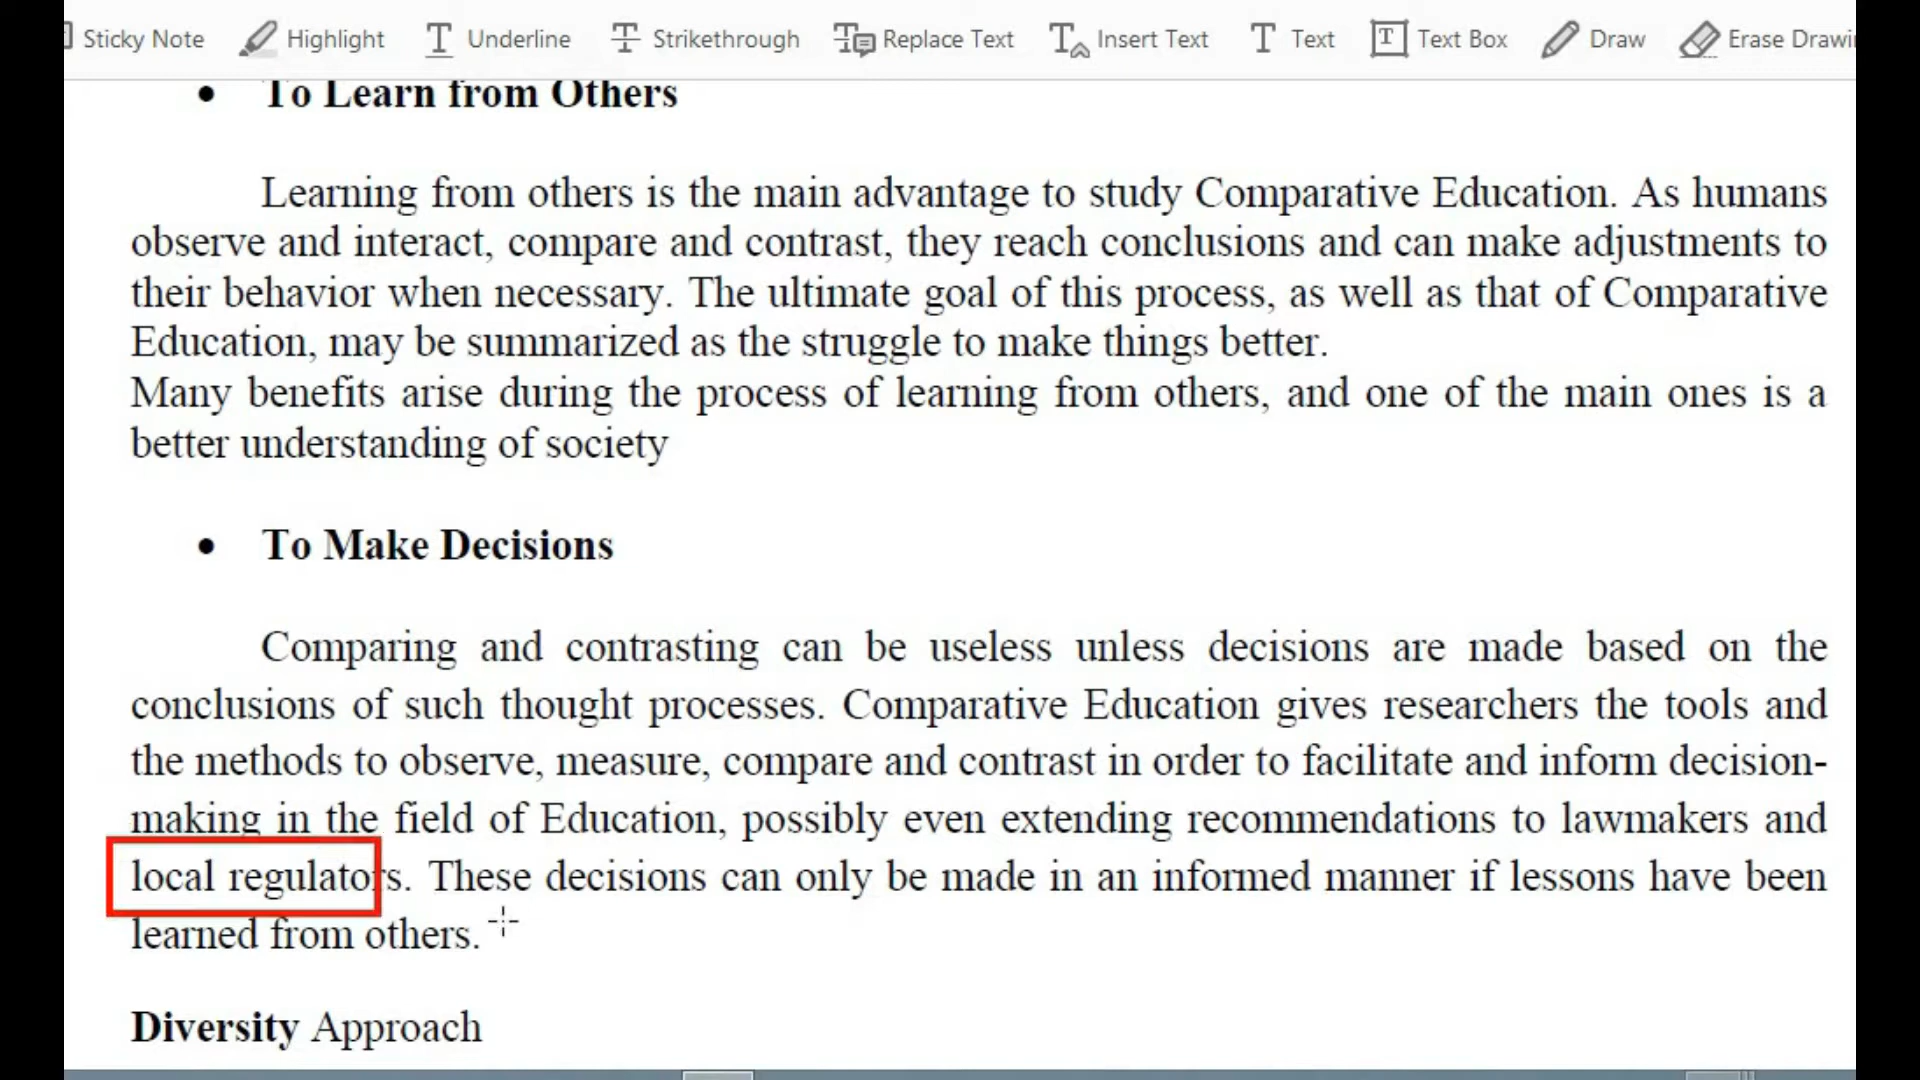 Sticky Note Highlight Underline Strikethrough Replace Text Insert Text Text Text Box Draw Erase
• To Learn from Others
Learning from others is the main advantage to study Comparative Education. As humans
observe and interact, compare and contrast, they reach conclusions and can make adjustments to
their behavior when necessary. The ultimate goal of this process, as well as that of Comparative
Education, may be summarized as the struggle to make things better.
Many benefits arise during the process of learning from others, and one of the main ones is a
better understanding of society
• To Make Decisions
Comparing and contrasting can be useless unless decisions are made based on the
conclusions of such thought processes. Comparative Education gives researchers the tools and
the methods to observe, measure, compare and contrast in order to facilitate and inform decision-
making in the field of Education, possibly even extending recommendations to lawmakers and
local regulators. These decisions can only be made in an informed manner if lessons have been
learned from others.
Diversity Approach